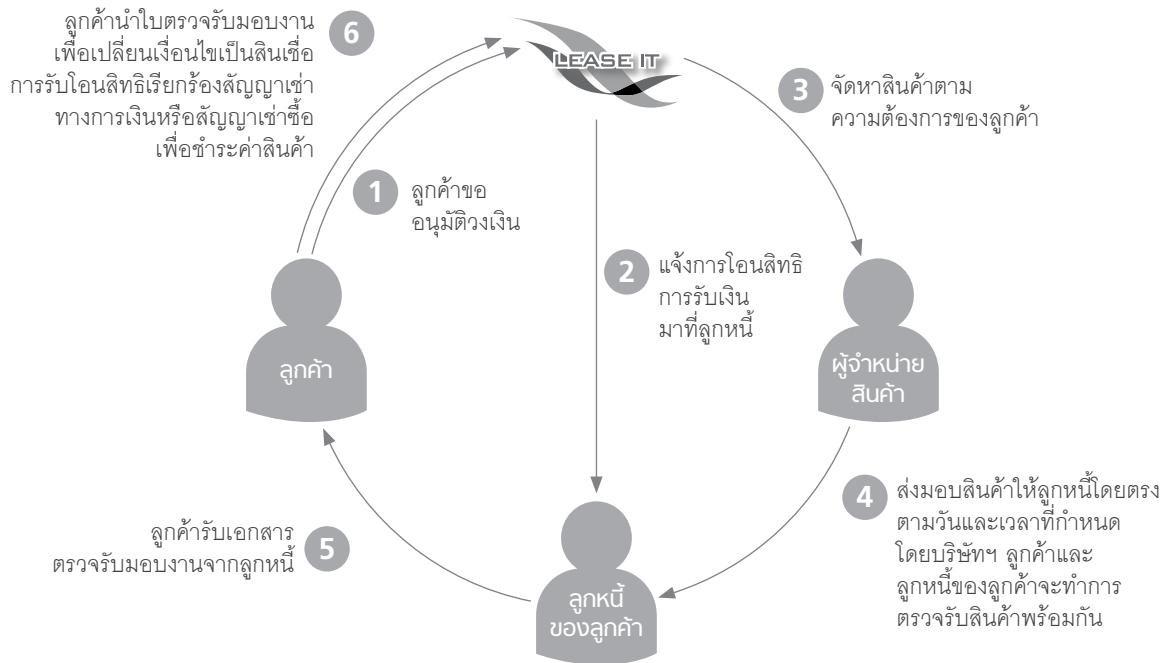 ลูกค้านำใบตรวจรับมอบงาน
เพื่อเปลี่ยนเงื่อนไขเป็นสินเชื่อ
การรับโอนสิทธิเรียกร้องสัญญาเช่า
ทางการเงินหรือสัญญาเช่าซื้อ
เพื่อชำระค่าสินค้า
6
LEASE IT
3
จัดหาสินค้าตาม
ความต้องการของลูกค้า
1
ลูกค้าขอ
อนุมัติวงเงิน
2
แจ้งการโอนสิทธิ
การรับเงิน
มาที่ลูกหนี้
ลูกค้า
ผู้จำหน่าย
สินค้า
4
ส่งมอบสินค้าให้ลูกหนี้โดยตรง
ตามวันและเวลาที่กำหนด
โดยบริษัทฯ ลูกค้าและ
ลูกหนี้ของลูกค้าจะทำการ
ตรวจรับสินค้าพร้อมกัน
ลูกค้ารับเอกสาร
ตรวจรับมอบงานจากลูกหนี้
5
ลูกหนี้
ของลูกค้า